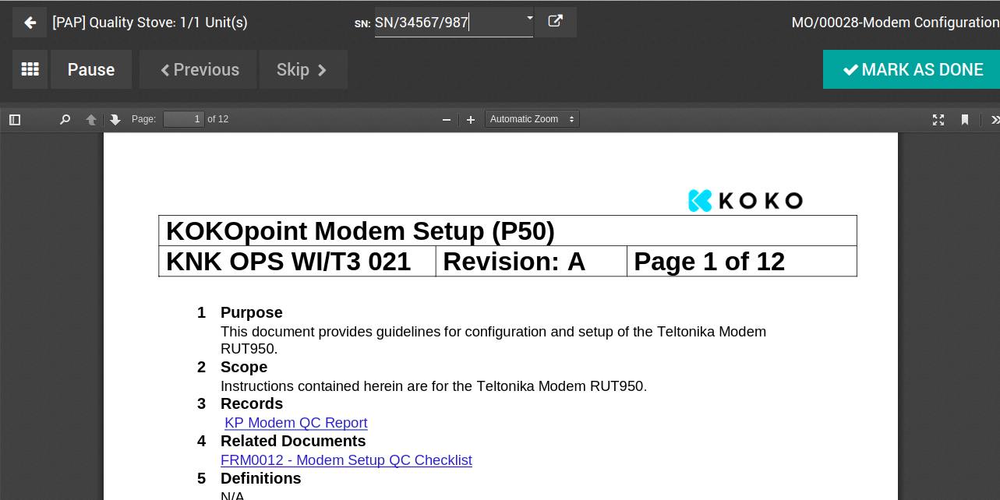 [PAP] Quality Stove: 1/1 Unit(s) SN: SN/34567/987 MO/00028-Modem Configuration
Pause Previous Skip MARK AS DONE
Page: 1 of 12 Automatic Zoom
KOKO
KOKOpoint Modem Setup (P50)
KNK OPS WI/T3 021 Revision: A Page 1 of 12
1 Purpose
This document provides guidelines for configuration and setup of the Teltonika Modem
RUT950.
2 Scope
Instructions contained herein are for the Teltonika Modem RUT950.
3 Records
KP Modem QC Report
4 Related Documents
FRM0012 - Modem Setup QC Checklist
5 Definitions
N/A